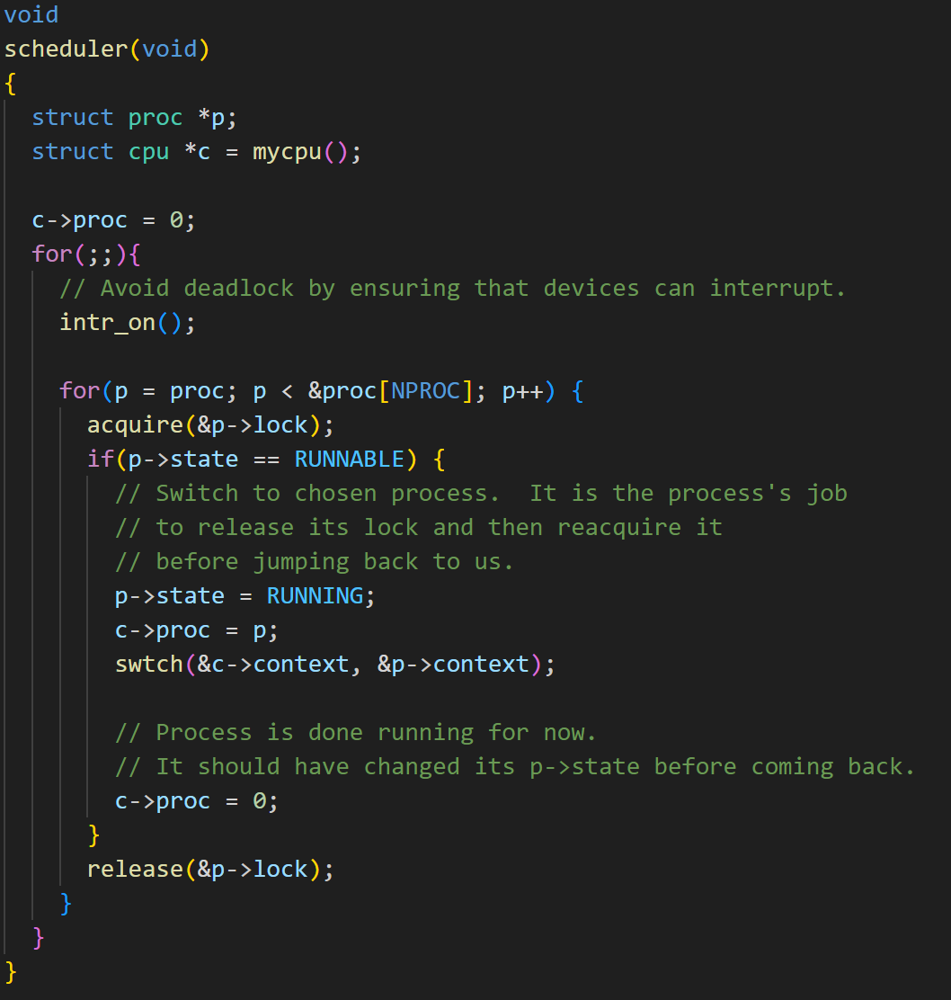 void
scheduler(void)
{
  struct proc *p;
  struct cpu *c = mycpu();

  c->proc = 0;
  for(;;){
    // Avoid deadlock by ensuring that devices can interrupt.
    intr_on();

    for(p = proc; p < &proc[NPROC]; p++) {
      acquire(&p->lock);
      if(p->state == RUNNABLE) {
        // Switch to chosen process.  It is the process's job
        // to release its lock and then reacquire it
        // before jumping back to us.
        p->state = RUNNING;
        c->proc = p;
        swtch(&c->context, &p->context);

        // Process is done running for now.
        // It should have changed its p->state before coming back.
        c->proc = 0;
      }
      release(&p->lock);
    }
  }
}